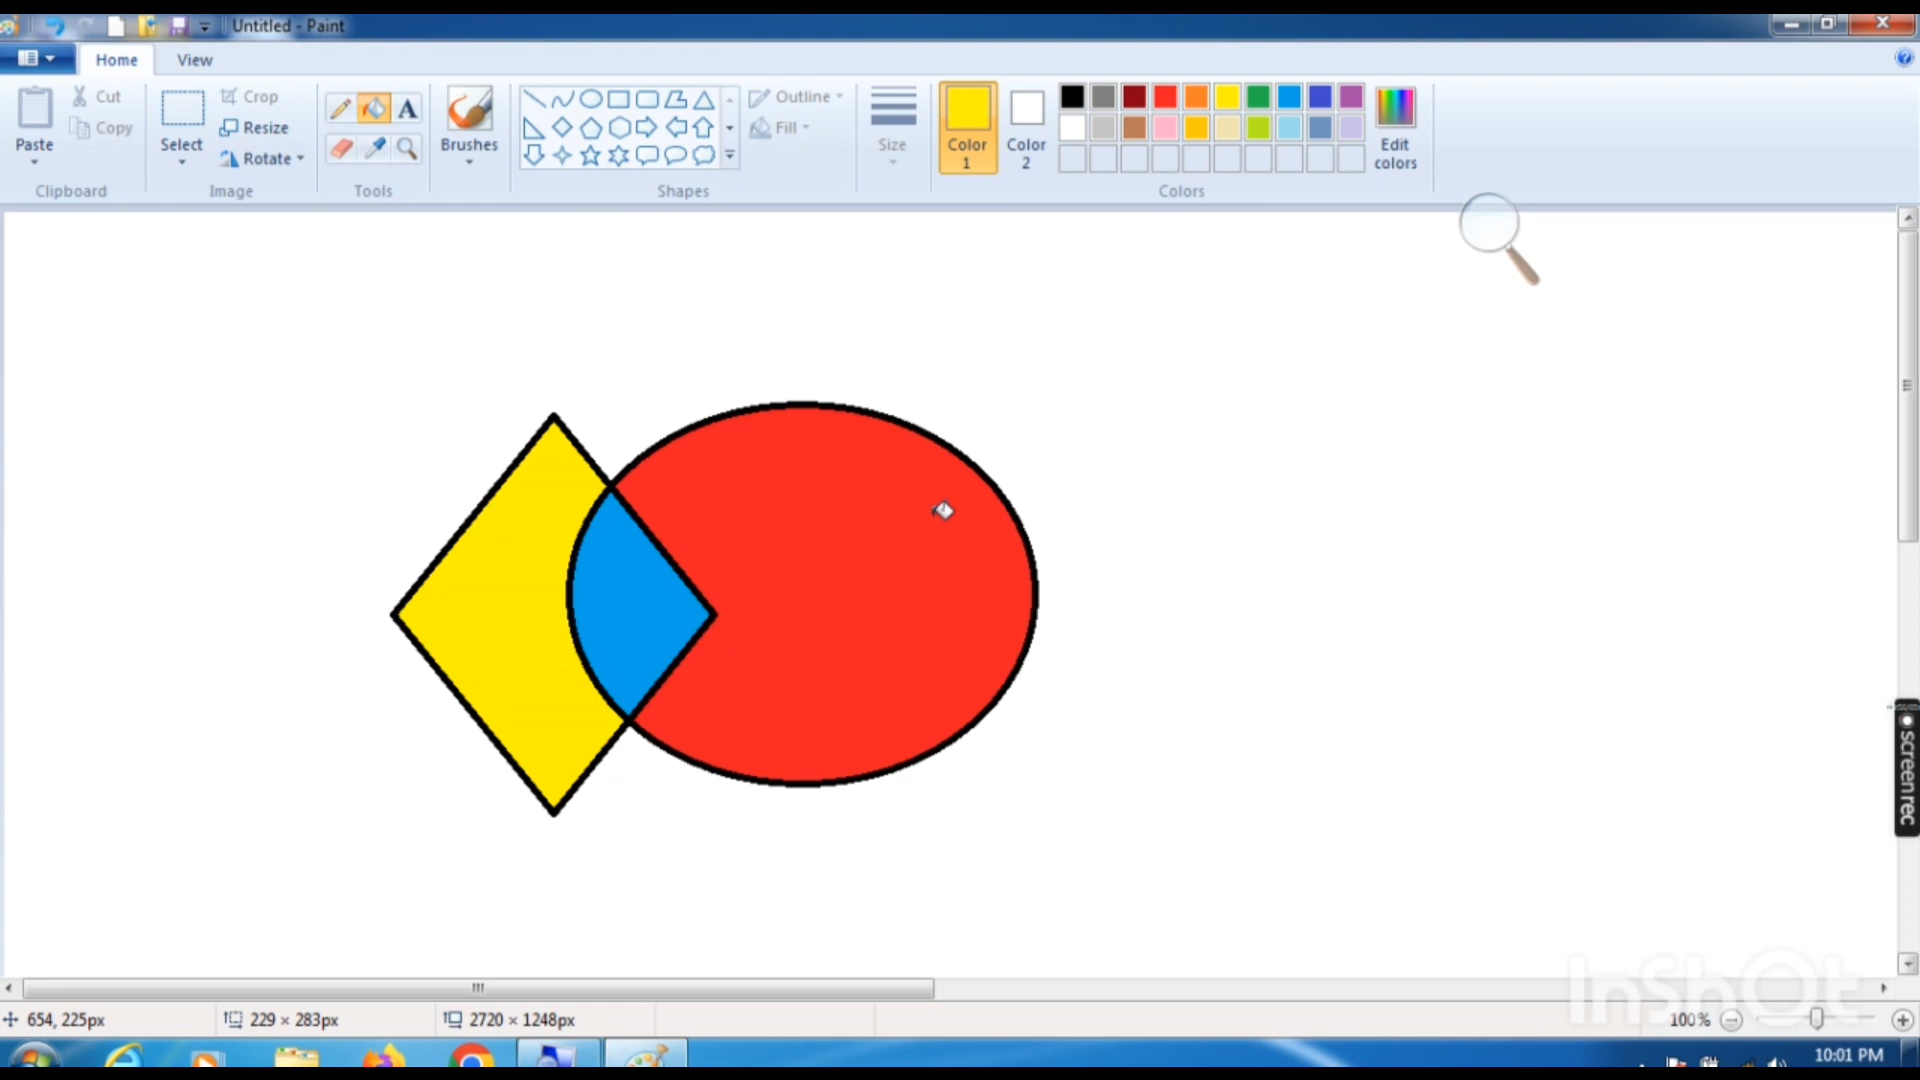 Untitled - Paint
Home View
Cut
Copy
Paste
Clipboard
Select
Crop
Resize
Rotate
Image
A
Tools
Brushes
Outline
Fill
Shapes
Size
Color
1
Color
2
Edit
colors
Colors
screenrec
InShOt
654, 225px
229 × 283px
2720 × 1248px
100%
10:01 PM